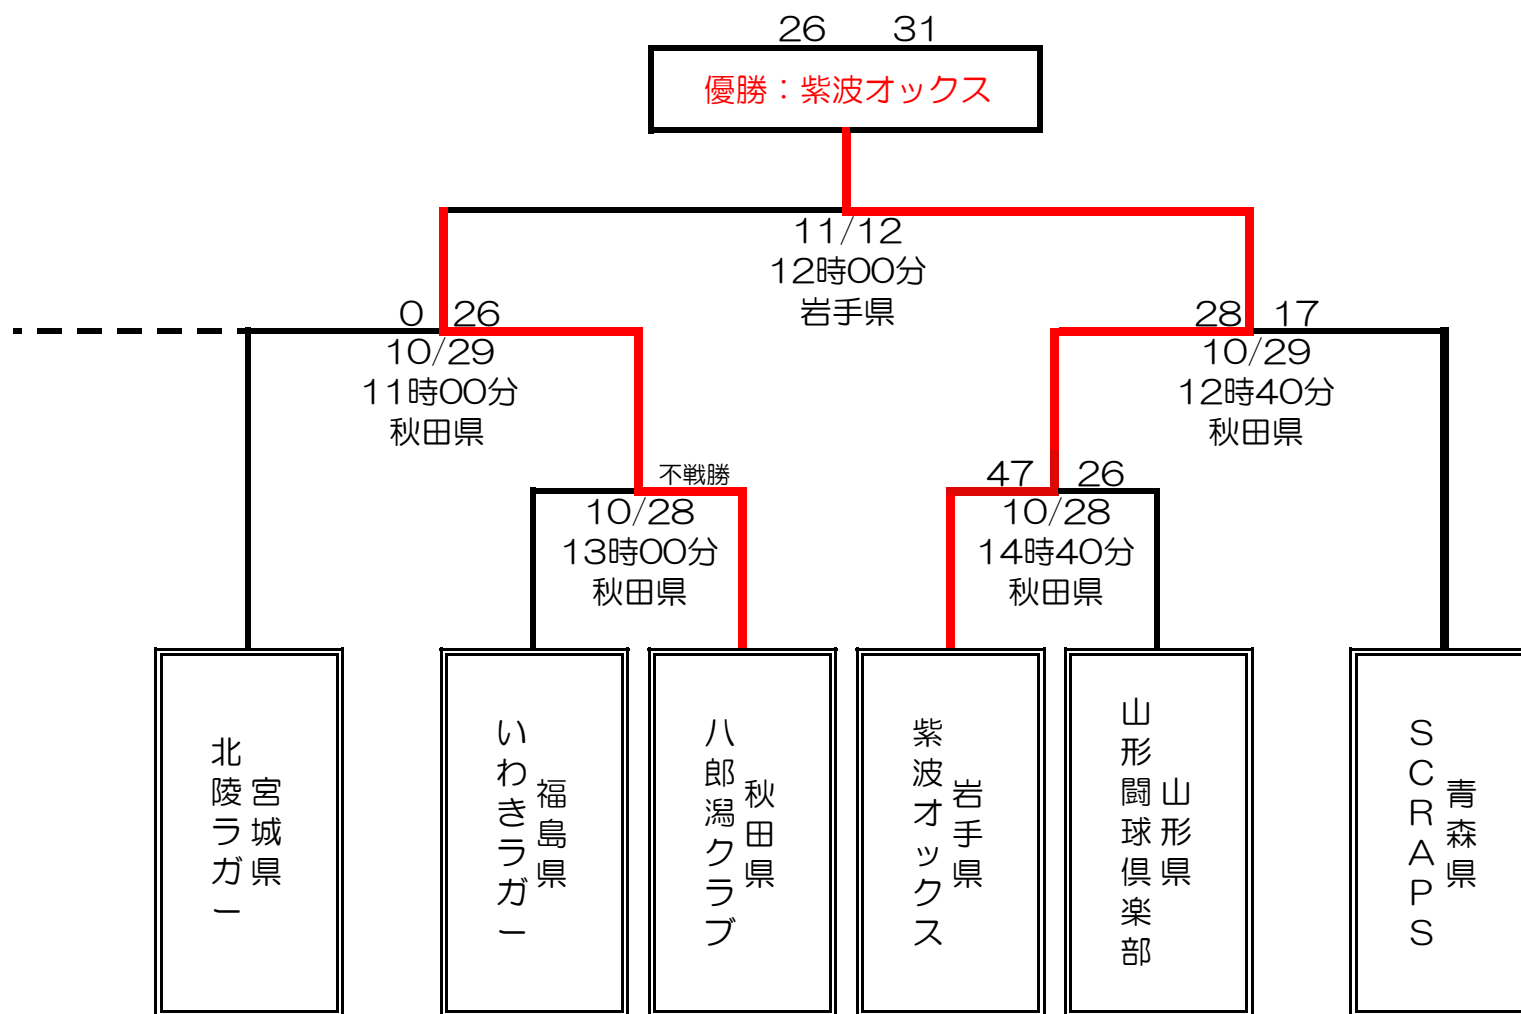 26 31
優勝：紫波オックス
11/12
12時00分
岩手県
0 26
10/29
11時00分
秋田県
28 17
10/29
12時40分
秋田県
不戦勝
10/28
13時00分
秋田県
47 26
10/28
14時40分
秋田県
宮城県
北陵ラガー
福島県
いわきラガー
秋田県
八郎潟クラブ
岩手県
紫波オックス
山形県
山形闘球倶楽部
青森県
SCRAPS